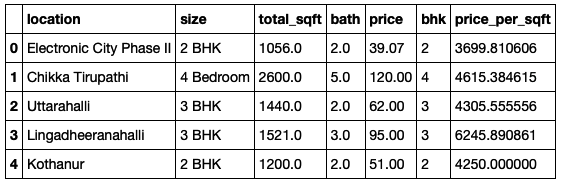 location size total_sqft bath price bhk price_per_sqft
0 Electronic City Phase II 2 BHK 1056.0 2.0 39.07 2 3699.810606
1 Chikka Tirupathi 4 Bedroom 2600.0 5.0 120.00 4 4615.384615
2 Uttarahalli 3 BHK 1440.0 2.0 62.00 3 4305.555556
3 Lingadheeranahalli 3 BHK 1521.0 3.0 95.00 3 6245.890861
4 Kothanur 2 BHK 1200.0 2.0 51.00 2 4250.000000